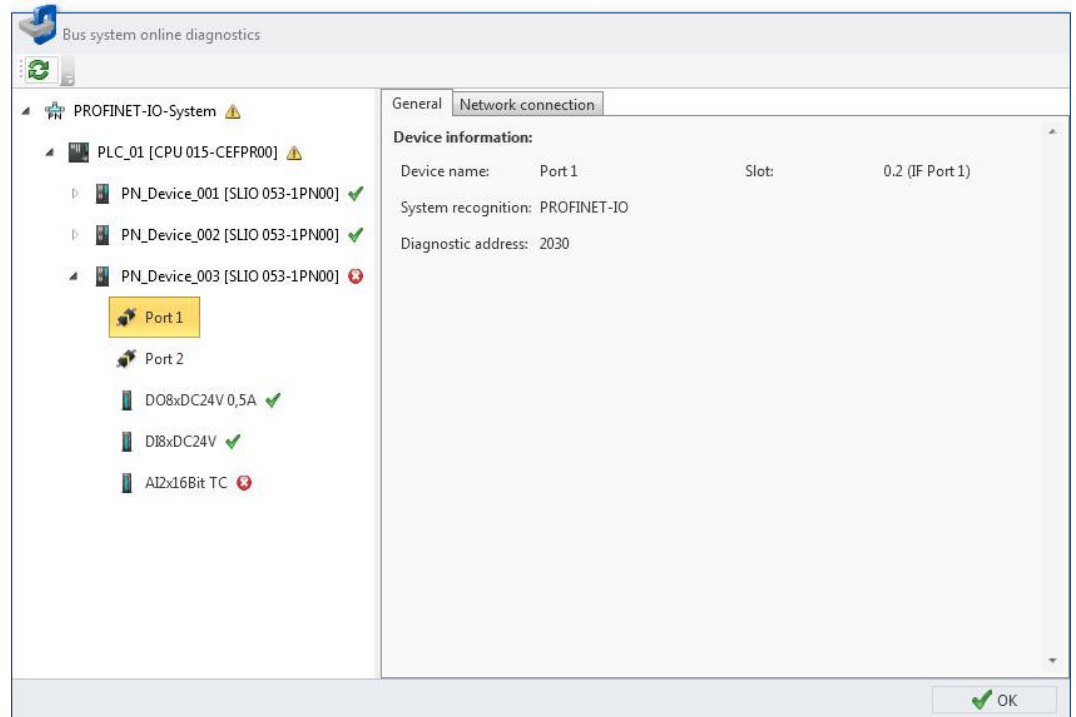 Bus system online diagnostics
PROFINET-IO-System
PN
PLC_01 [CPU 015-CEFPR00]
PN_Device_001 [SLIO 053-1PN00]
PN_Device_002 [SLIO 053-1PN00]
PN_Device_003 [SLIO 053-1PN00]
Port 1
Port 2
DO8xDC24V 0,5A
DI8xDC24V
AI2x16Bit TC
General Network connection
Device information:
Device name: Port 1 Slot: 0.2 (IF Port 1)
System recognition: PROFINET-IO
Diagnostic address: 2030
OK